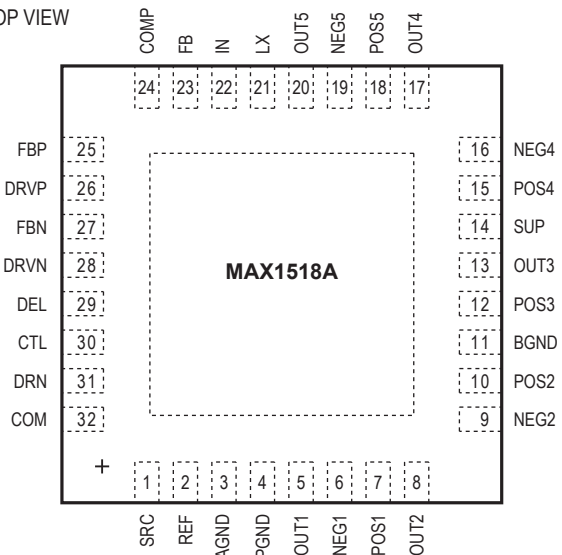 OP VIEW
COMP
FB
IN
LX
OUT5
NEG5
POS5
OUT4
24 23 22 21 20 19 18 17
FBP 25
DRVP 26
FBN 27
DRVN 28
DEL 29
CTL 30
DRN 31
COM 32
MAX1518A
16 NEG4
15 POS4
14 SUP
13 OUT3
12 POS3
11 BGND
10 POS2
9 NEG2
+
1 2 3 4 5 6 7 8
SRC
REF
AGND
PGND
OUT1
NEG1
POS1
OUT2